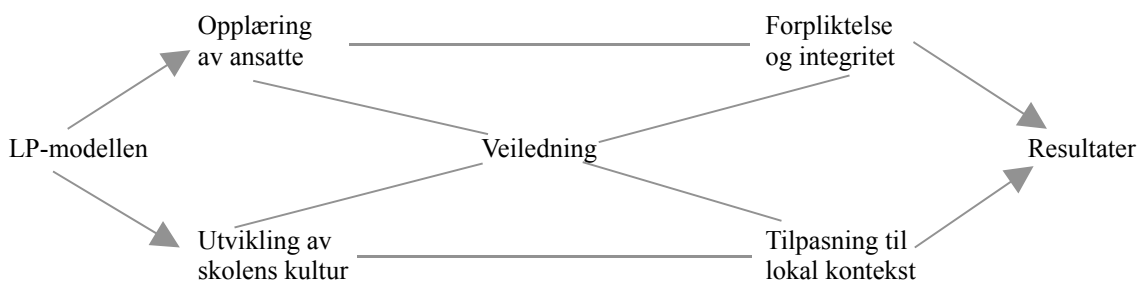 Opplæring
av ansatte
Forpliktelse
og integritet
LP-modellen
Veiledning
Resultater
Utvikling av
skolens kultur
Tilpasning til
lokal kontekst